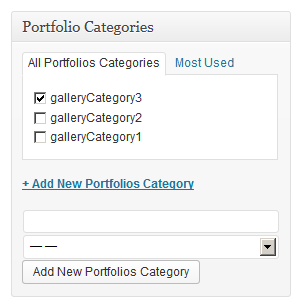 Portfolio Categories
All Portfolios Categories Most Used
galleryCategory3
galleryCategory2
galleryCategory1
+ Add New Portfolios Category
— —
Add New Portfolios Category